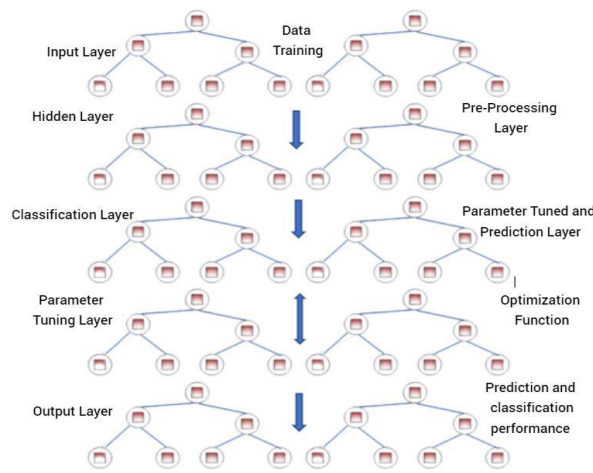 Data
Training
Input Layer
Hidden Layer
Pre-Processing
Layer
Classification Layer
Parameter Tuned and
Prediction Layer
Parameter
Tuning Layer
Optimization
Function
Output Layer
Prediction and
classification
performance